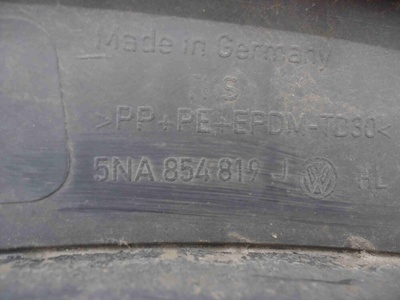 Made in Germany
>PP+PE+EPDM-TD30<
5NA 854 819 J HL